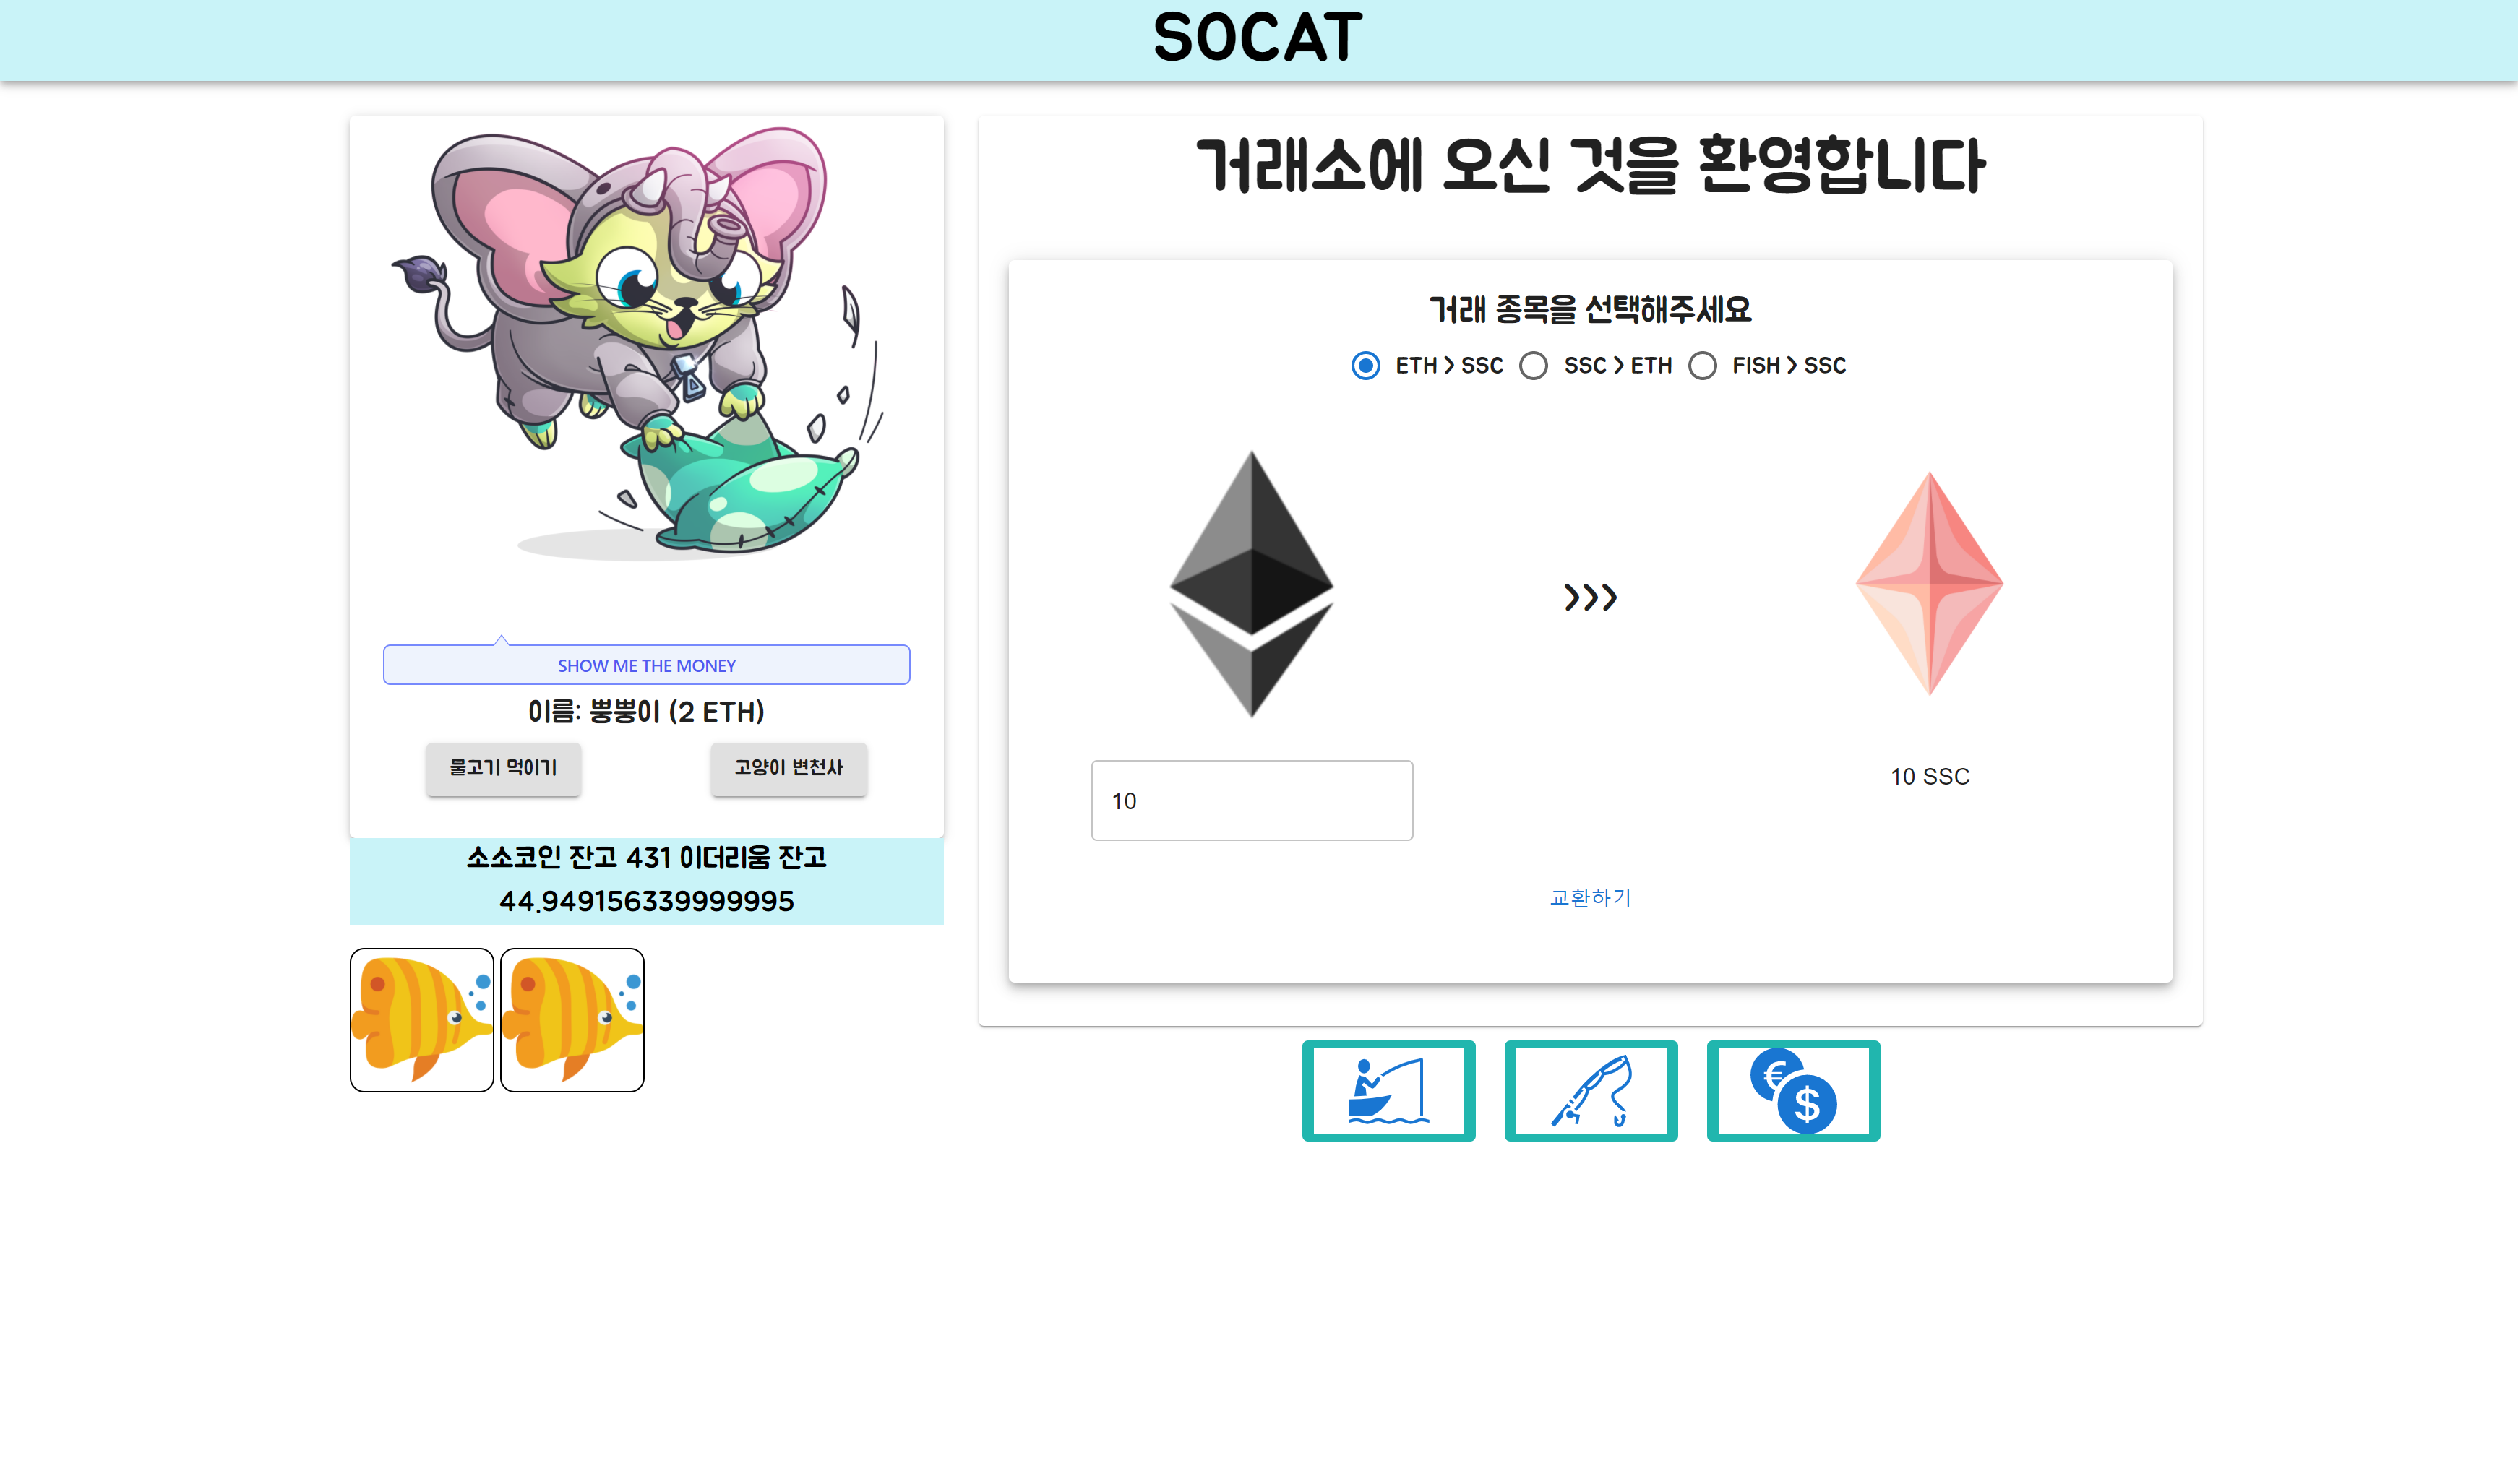 SOCAT
SHOW ME THE MONEY
이름: 뿡뿡이 (2 ETH)
물고기 먹이기
고양이 변천사
소소코인 잔고 431 이더리움 잔고
44.949156339999995
거래소에 오신 것을 환영합니다
거래 종목을 선택해주세요
ETH > SSC SSC > ETH FISH > SSC
>>>
10
10 SSC
교환하기
€
$